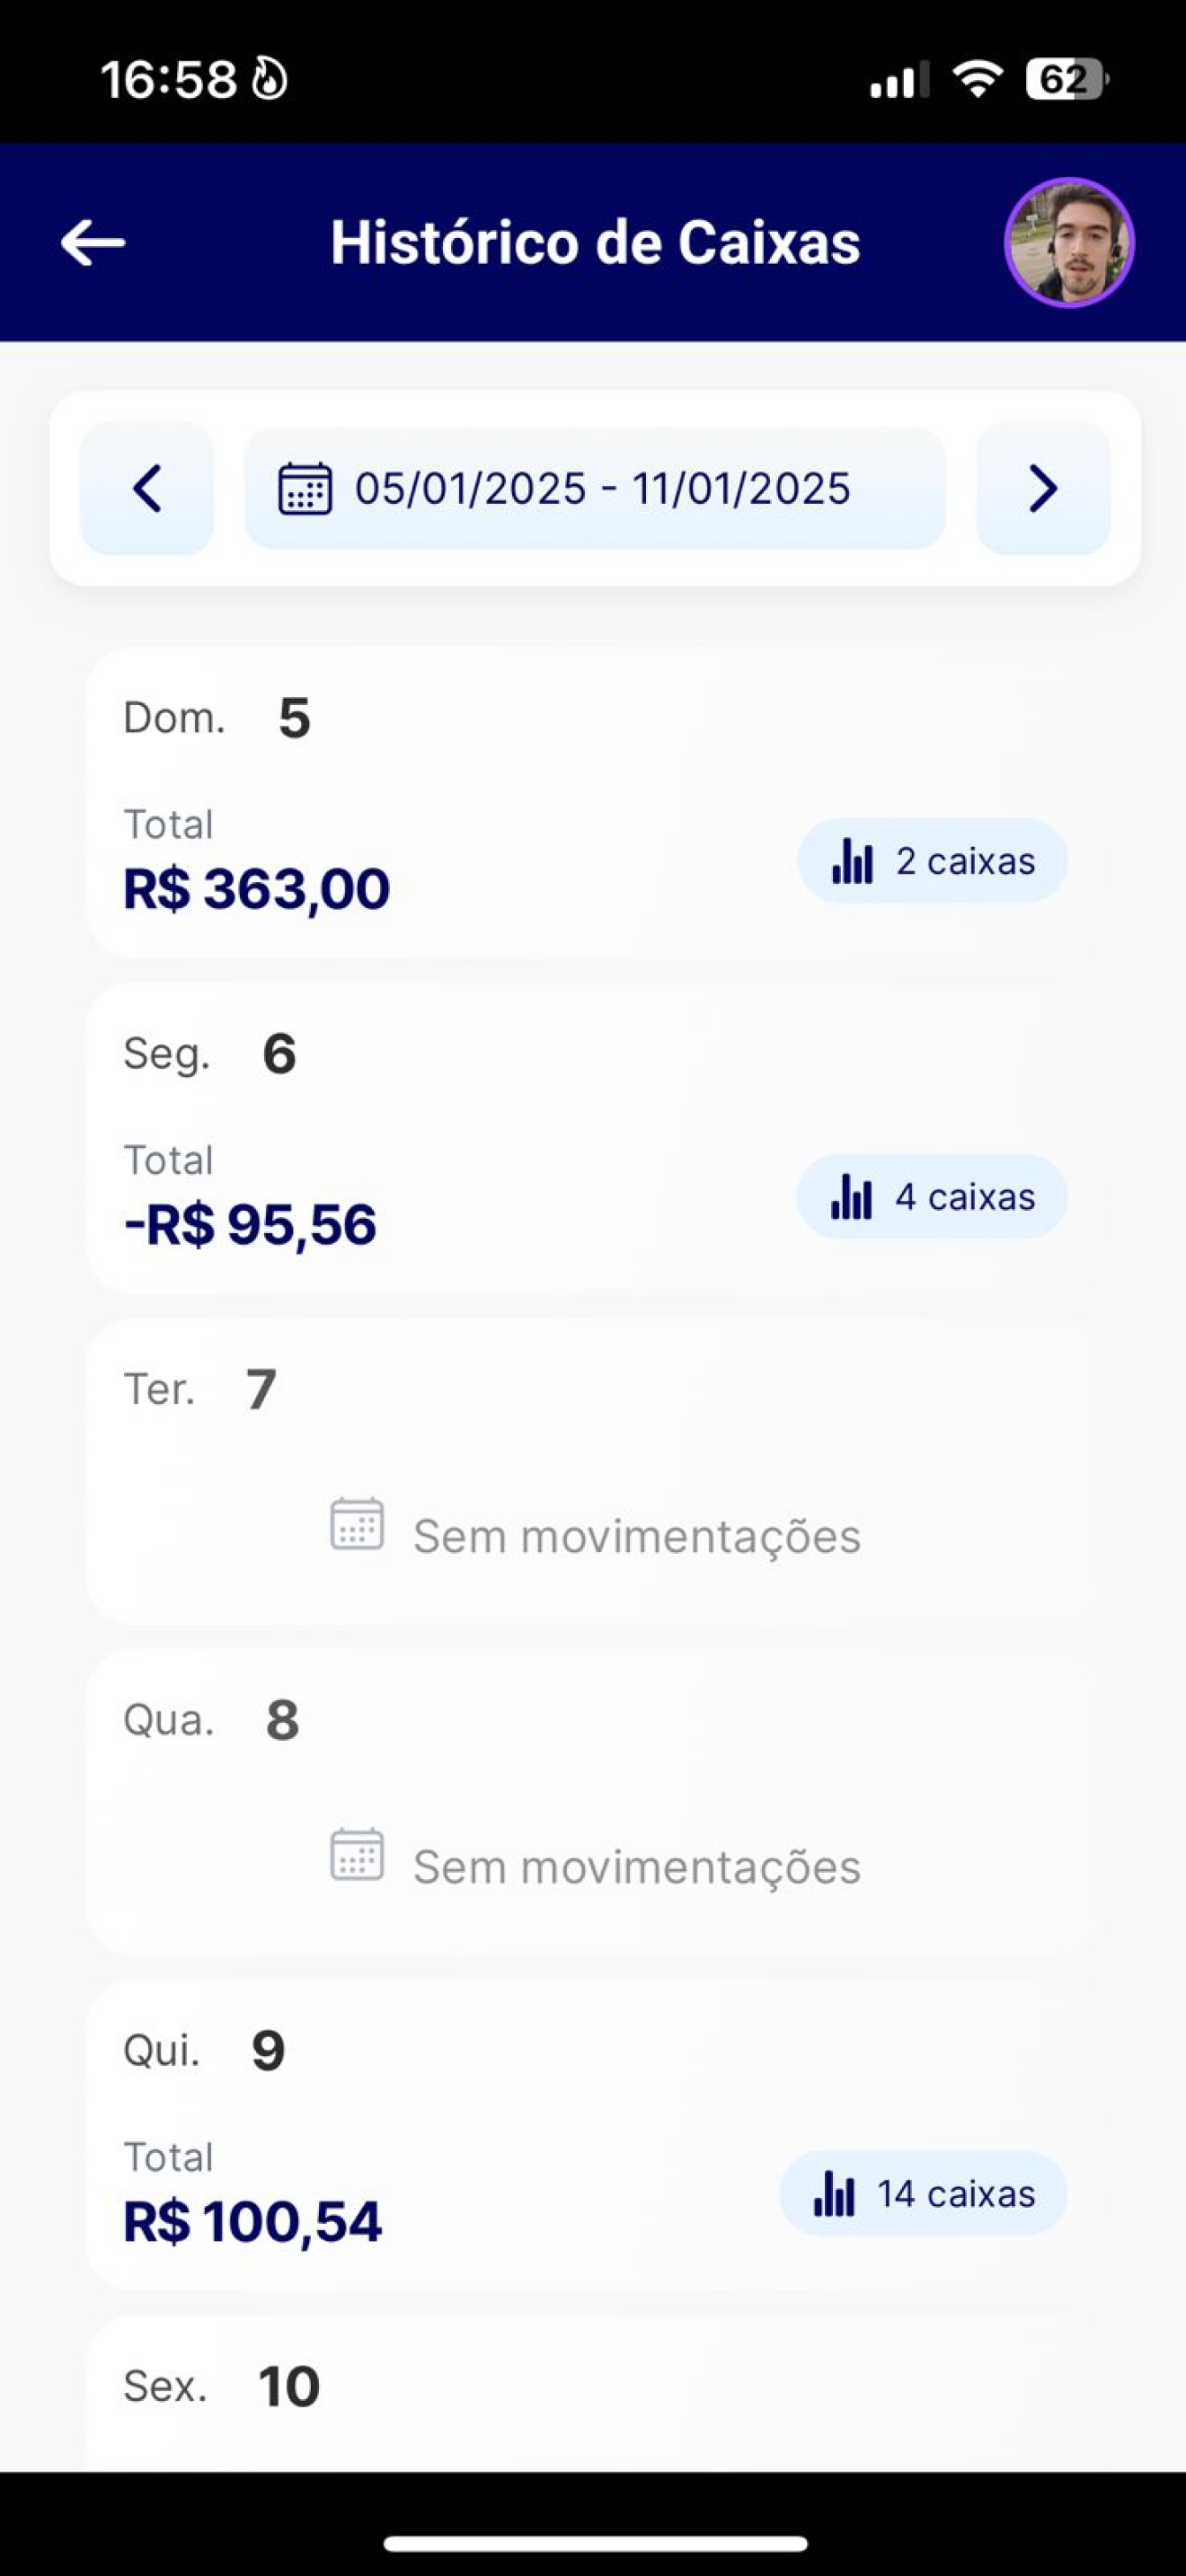 16:58
62
Histórico de Caixas
05/01/2025 - 11/01/2025
Dom. 5
Total
R$ 363,00
2 caixas
Seg. 6
Total
-R$ 95,56
4 caixas
Ter. 7
Sem movimentações
Qua. 8
Sem movimentações
Qui. 9
Total
R$ 100,54
14 caixas
Sex. 10